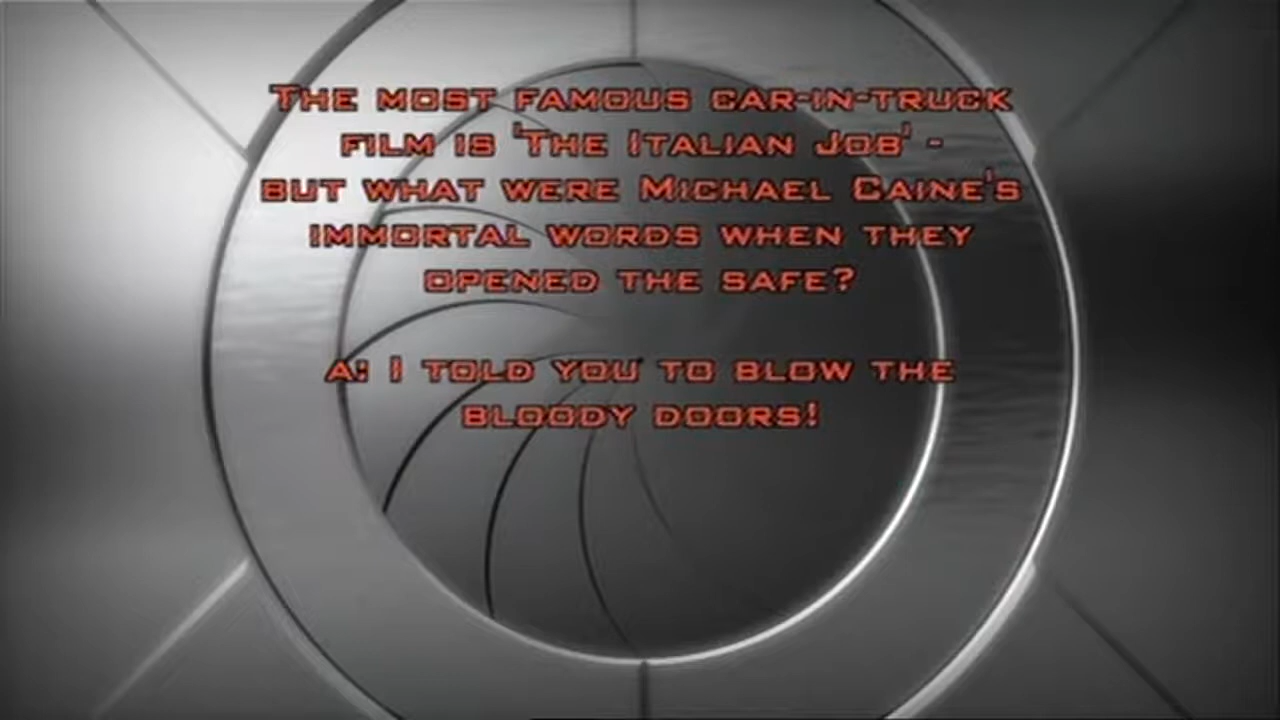 The most famous car-in-truck
film is 'The Italian Job' -
but what were Michael Caine's
immortal words when they
opened the safe?
A: I told you to blow the
bloody doors!